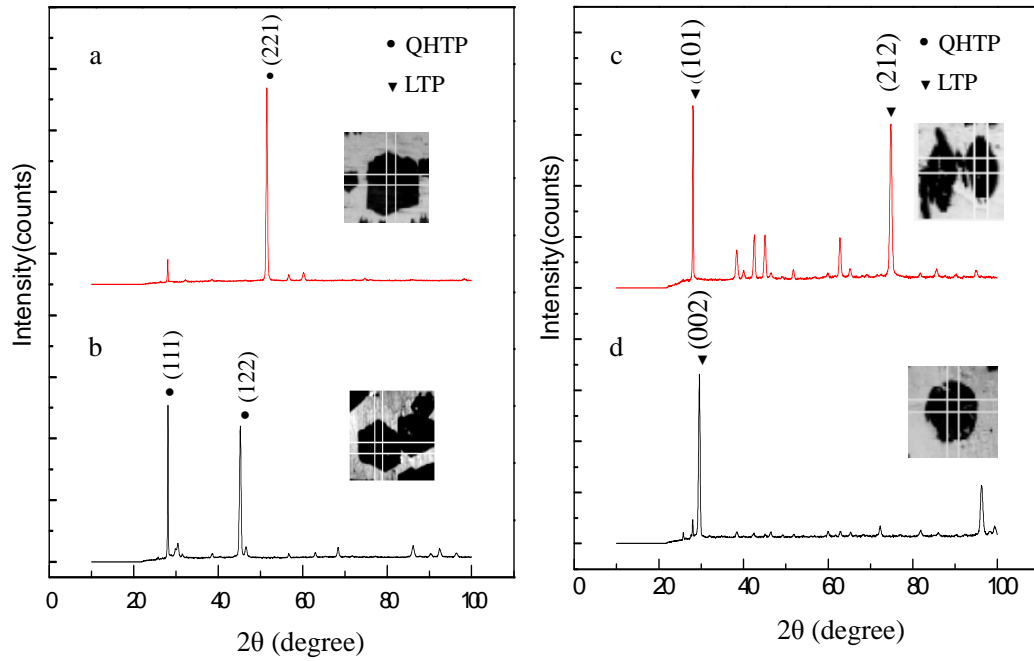 a
(221)
● QHTP
▼ LTP
b
(111)
(122)
Intensity(counts)
0 20 40 60 80 100
2θ (degree)
c
(101)
(212)
● QHTP
▼ LTP
d
(002)
Intensity(counts)
0 20 40 60 80 100
2θ (degree)